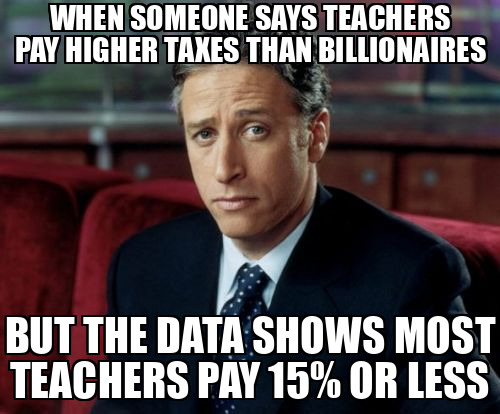 WHEN SOMEONE SAYS TEACHERS
PAY HIGHER TAXES THAN BILLIONAIRES
BUT THE DATA SHOWS MOST
TEACHERS PAY 15% OR LESS